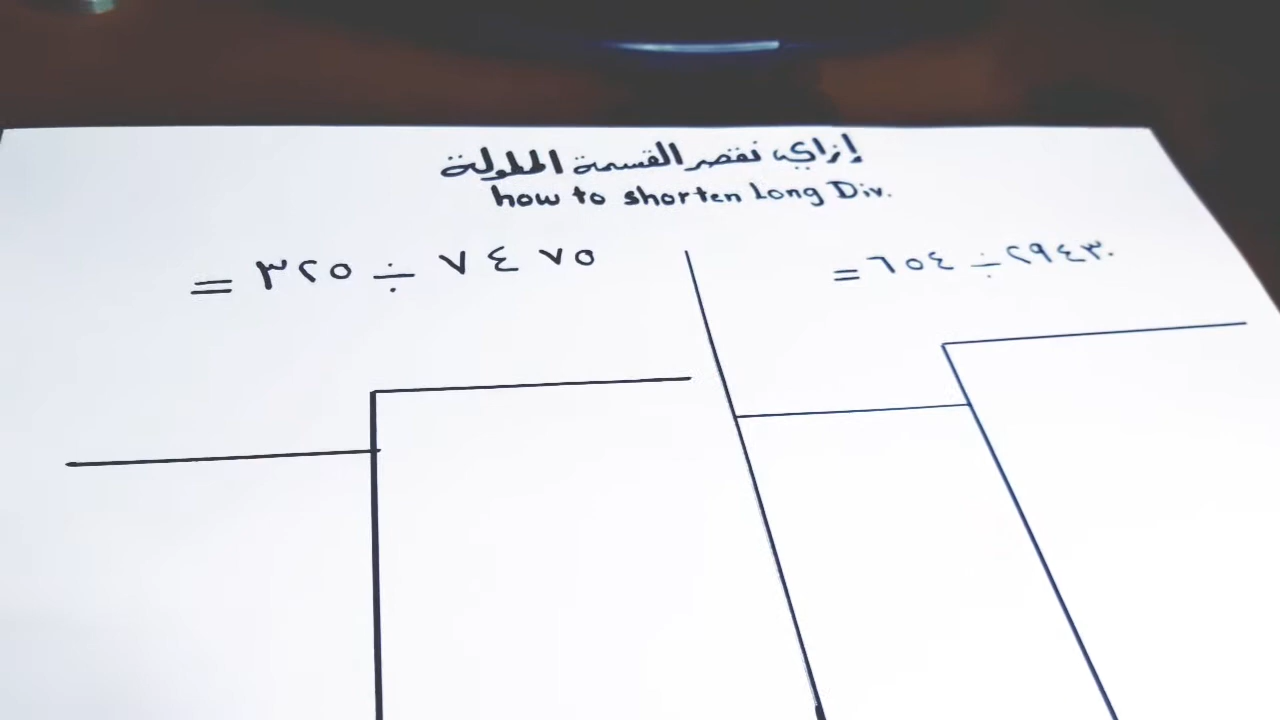 إزاي نقصر القسمة المطولة
how to shorten Long Div.
٢٩٤٣٠ ÷ ٦٥٤ =
٧٤٧٥ ÷ ٣٢٥ =